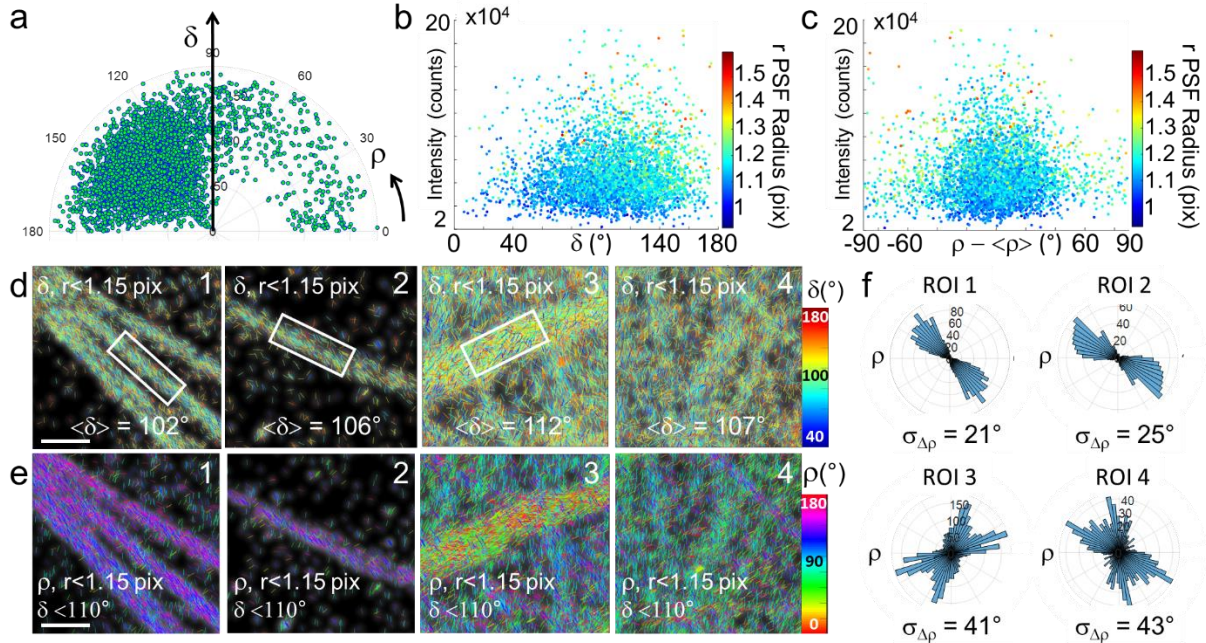 a
δ
90
120
60
150
30
ρ
180
0
b
20
x10⁴
Intensity (counts)
2
0
40
δ (°)
140
180
r PSF Radius (pix)
1.5
1.4
1.3
1.2
1.1
1
c
20
x10⁴
Intensity (counts)
2
-90
-60
ρ – <ρ> (°)
60
90
r PSF Radius (pix)
1.5
1.4
1.3
1.2
1.1
1
d
δ, r<1.15 pix
1
<δ> = 102°
δ, r<1.15 pix
2
<δ> = 106°
δ, r<1.15 pix
3
<δ> = 112°
δ, r<1.15 pix
4
<δ> = 107°
δ(°)
180
100
40
e
1
ρ, r<1.15 pix
δ <110°
2
ρ, r<1.15 pix
δ <110°
3
ρ, r<1.15 pix
δ <110°
4
ρ, r<1.15 pix
δ <110°
ρ(°)
180
90
0
f
ROI 1
80
60
40
20
ρ
σΔρ = 21°
ROI 2
60
40
20
ρ
σΔρ = 25°
ROI 3
150
100
ρ
σΔρ = 41°
ROI 4
40
30
ρ
σΔρ = 43°